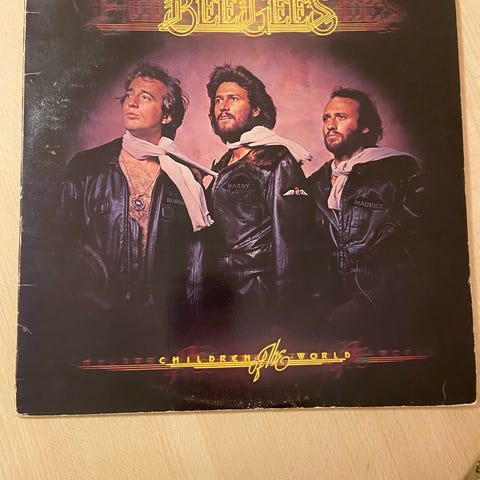 BEE GEES
ROBIN
BARRY
MAURICE
CHILDREN OF THE WORLD